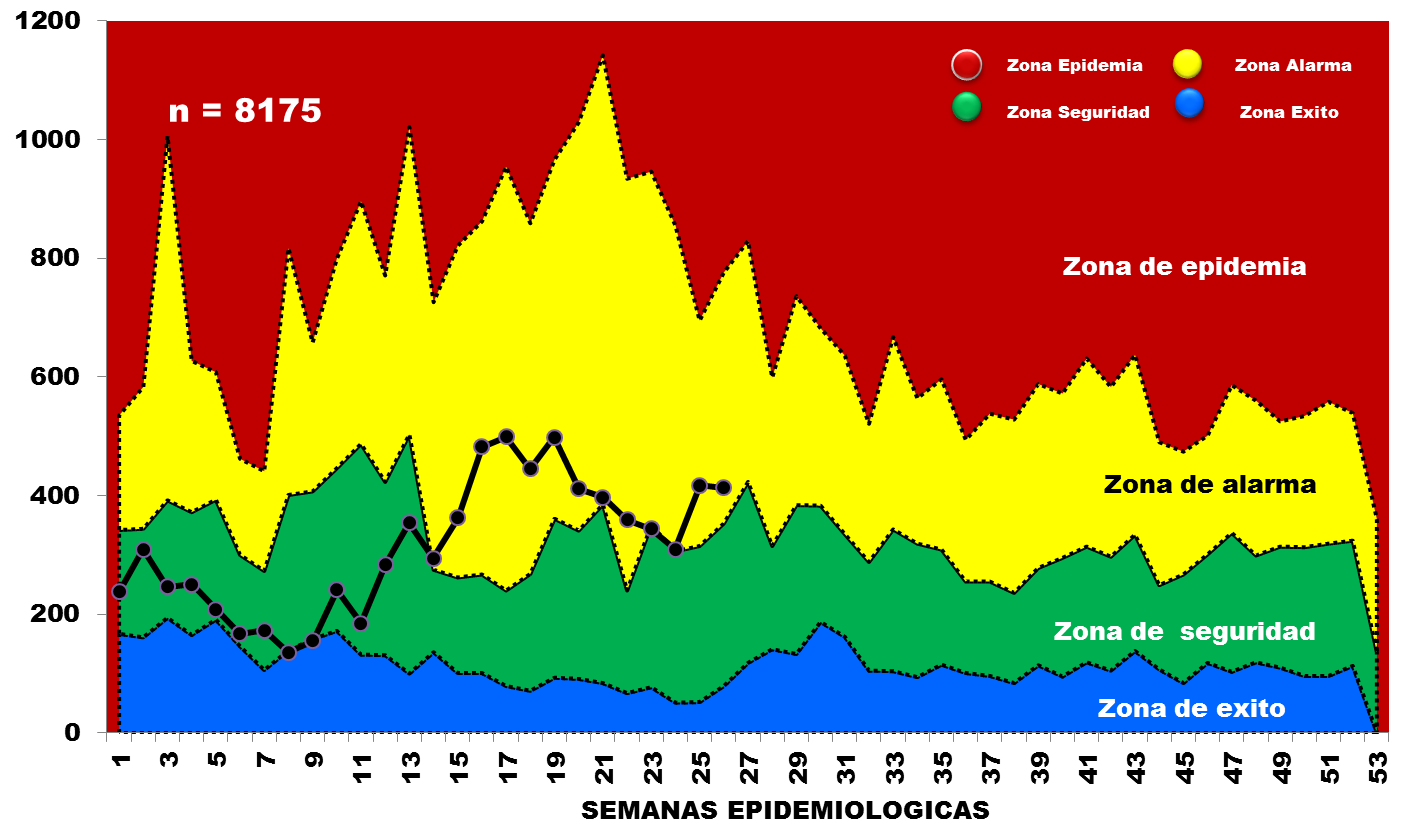 1200
1000
800
600
400
200
0
n = 8175
Zona Epidemia
Zona Alarma
Zona Seguridad
Zona Exito
Zona de epidemia
Zona de alarma
Zona de  seguridad
Zona de exito
1 3 5 7 9 11 13 15 17 19 21 23 25 27 29 31 33 35 37 39 41 43 45 47 49 51 53
SEMANAS EPIDEMIOLOGICAS